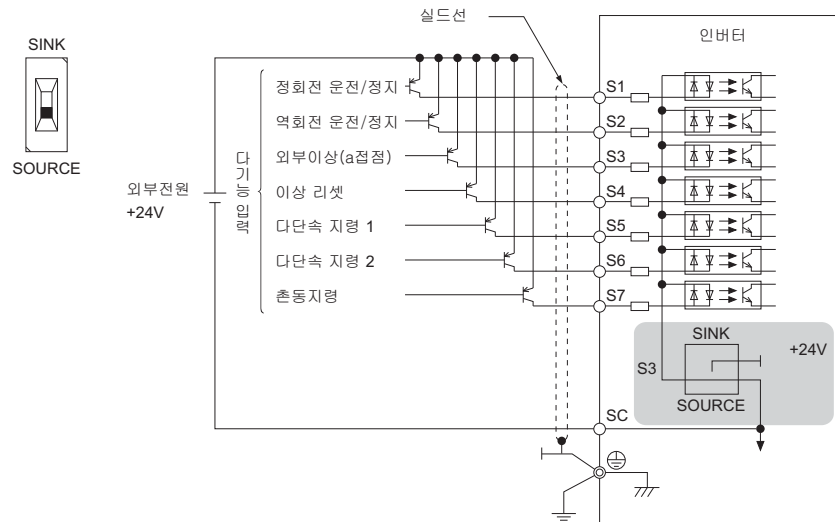 실드선
인버터
SINK
SOURCE
외부전원
+24V
다기능 입력
정회전 운전/정지
역회전 운전/정지
외부이상(a접점)
이상 리셋
다단속 지령 1
다단속 지령 2
촌동지령
S1
S2
S3
S4
S5
S6
S7
SINK
+24V
S3
SOURCE
SC